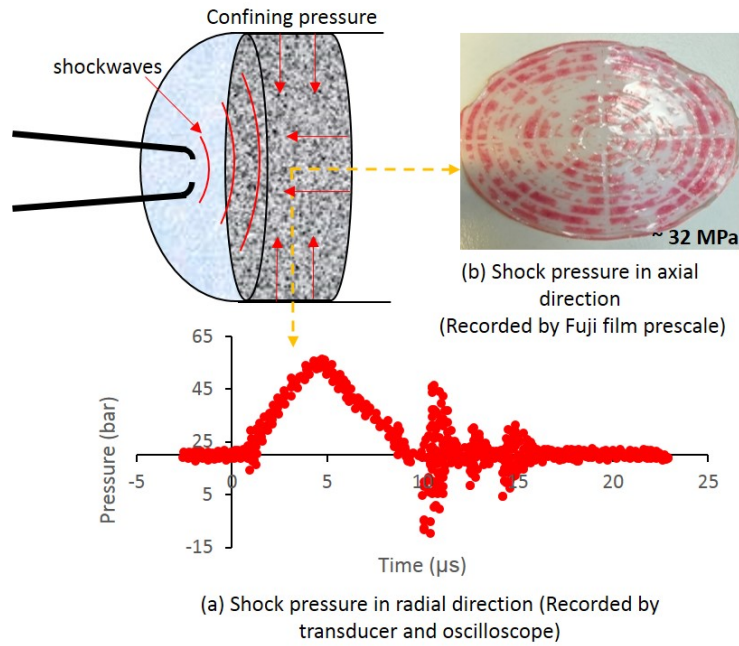 Confining pressure
shockwaves
~ 32 MPa
(b) Shock pressure in axial
direction
(Recorded by Fuji film prescale)
65
45
25
5
-15
Pressure (bar)
-5
0
5
10
15
20
25
Time (µs)
(a) Shock pressure in radial direction (Recorded by
transducer and oscilloscope)